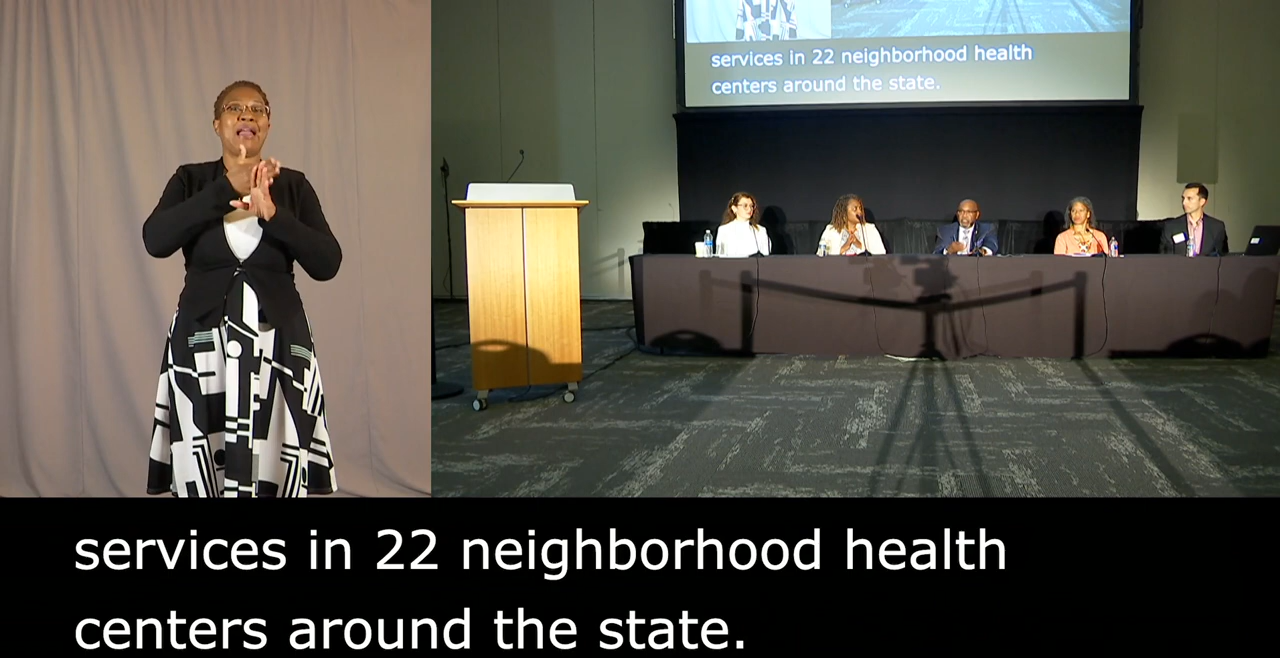 services in 22 neighborhood health
centers around the state.
services in 22 neighborhood health
centers around the state.